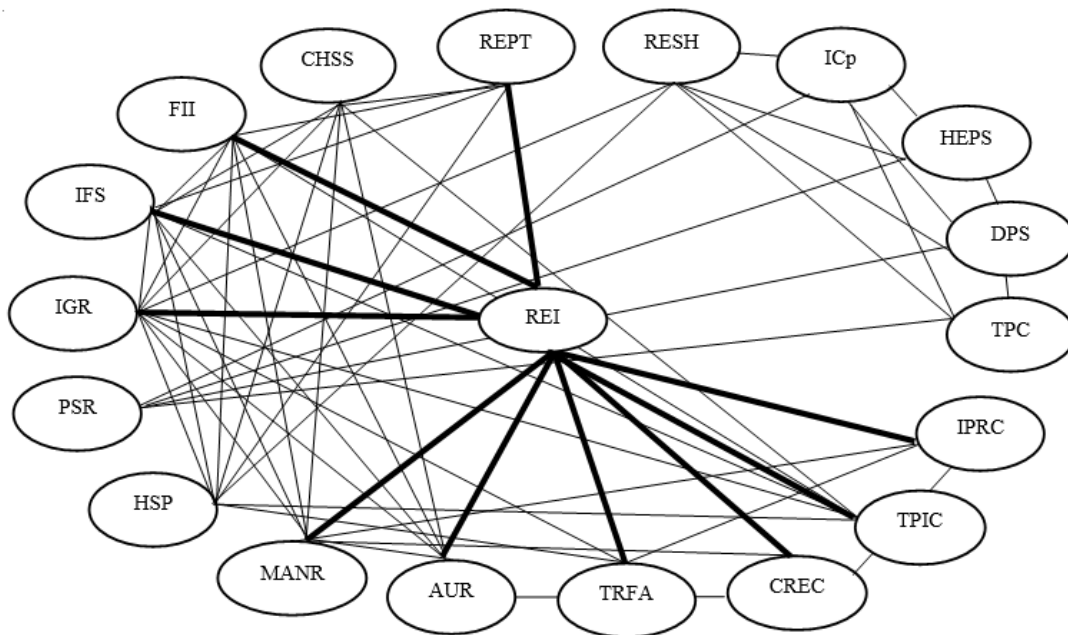 REPT
RESH
CHSS
ICp
FII
HEPS
IFS
DPS
IGR
REI
TPC
PSR
IPRC
HSP
TPIC
MANR
AUR
TRFA
CREC